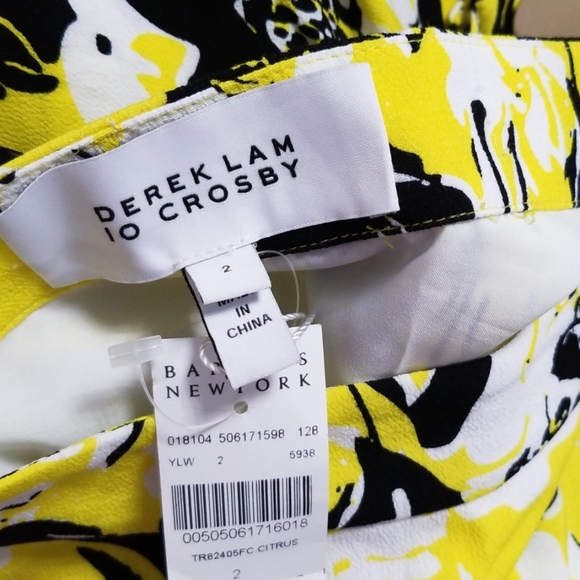 DEREK LAM
10 CROSBY
2
MADE
IN
CHINA
NEW YORK
018104 506171598 128
YLW 2 5938
00505061716018
TR82405FC CITRUS
2